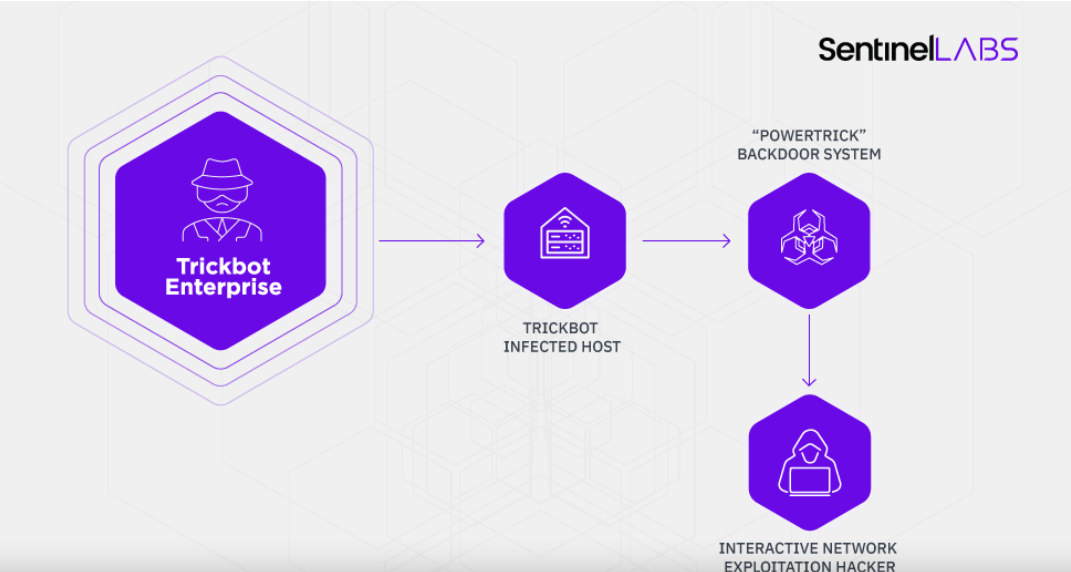 SentinelLABS
“POWERTRICK”
BACKDOOR SYSTEM
Trickbot
Enterprise
TRICKBOT
INFECTED HOST
INTERACTIVE NETWORK
EXPLOITATION HACKER